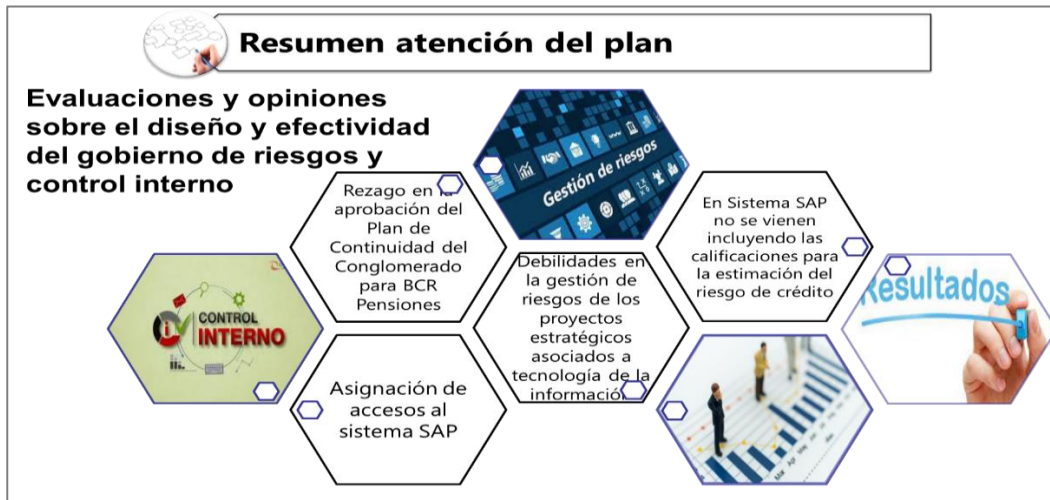 Resumen atención del plan
Evaluaciones y opiniones
sobre el diseño y efectividad
del gobierno de riesgos y
control interno
Gestión de riesgos
Rezago en la
aprobación del
Plan de
Continuidad del
Conglomerado
para BCR
Pensiones
En Sistema SAP
no se vienen
incluyendo las
calificaciones para
la estimación del
riesgo de crédito
Debilidades en
la gestión de
riesgos de los
proyectos
estratégicos
asociados a
tecnología de la
información
Resultados
CONTROL
INTERNO
Asignación de
accesos al
sistema SAP
Mar Apr May